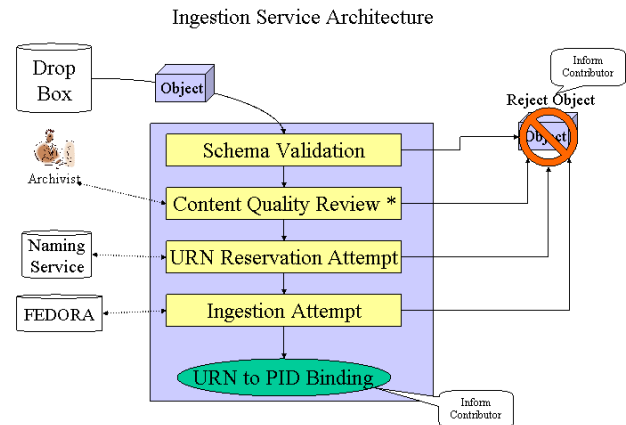 Ingestion Service Architecture
Drop
Box
Object
Inform
Contributor
Reject Object
Object
Schema Validation
Archivist
Content Quality Review *
Naming
Service
URN Reservation Attempt
FEDORA
Ingestion Attempt
URN to PID Binding
Inform
Contributor